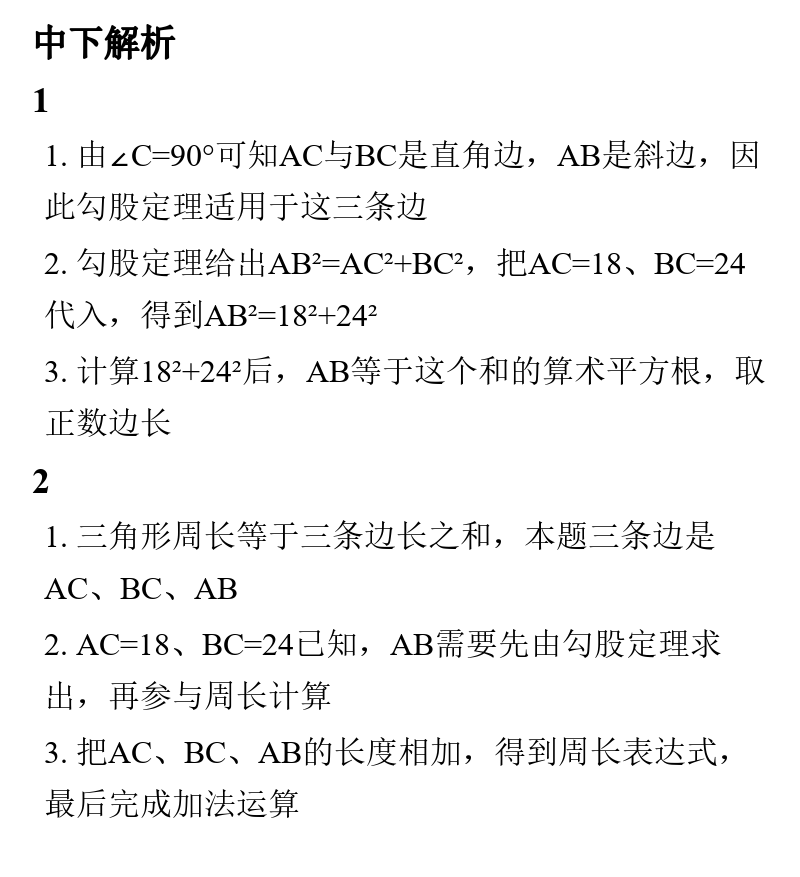 中下解析
1
1. 由∠C=90°可知AC与BC是直角边，AB是斜边，因
此勾股定理适用于这三条边
2. 勾股定理给出AB²=AC²+BC²，把AC=18、BC=24
代入，得到AB²=18²+24²
3. 计算18²+24²后，AB等于这个和的算术平方根，取
正数边长
2
1. 三角形周长等于三条边长之和，本题三条边是
AC、BC、AB
2. AC=18、BC=24已知，AB需要先由勾股定理求
出，再参与周长计算
3. 把AC、BC、AB的长度相加，得到周长表达式，
最后完成加法运算